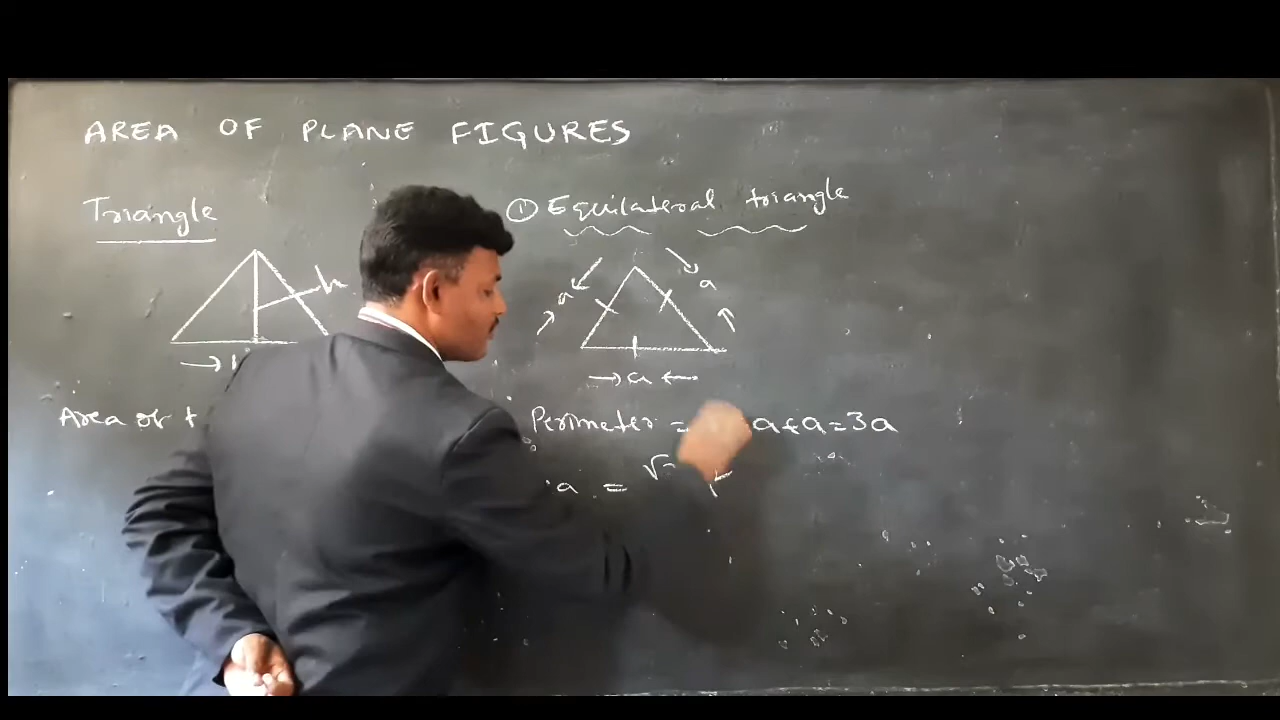 AREA OF PLANE FIGURES
Triangle
h
Area of
① Equilateral triangle
a
a
a
Perimeter = a + a = 3a
a = √